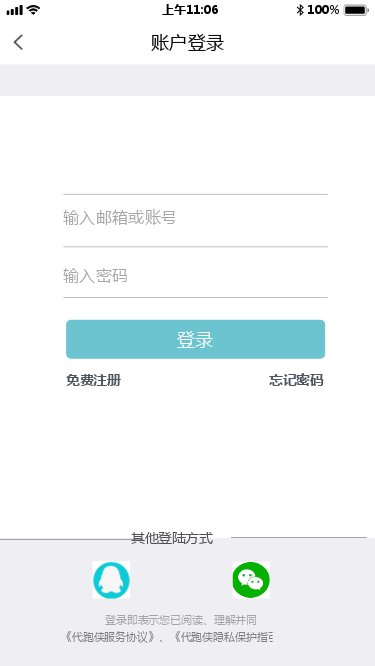 上午11:06 100%
账户登录
输入邮箱或账号
输入密码
登录
免费注册 忘记密码
其他登陆方式
登录即表示您已阅读、理解并同
《代跑侠服务协议》、《代跑侠隐私保护指